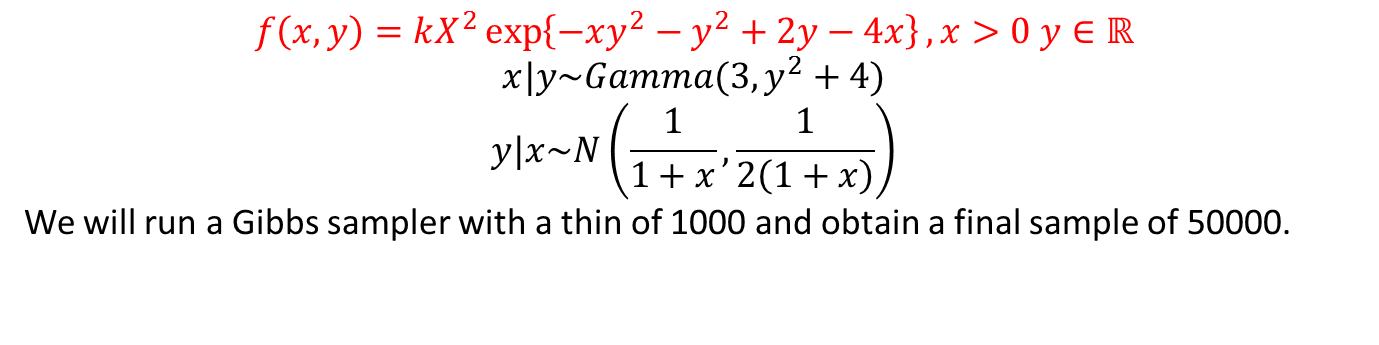 f(x, y) = kX² exp{−xy² − y² + 2y − 4x}, x > 0 y ∈ ℝ
x|y~Gamma(3, y² + 4)
y|x~N(1/(1 + x), 1/(2(1 + x)))
We will run a Gibbs sampler with a thin of 1000 and obtain a final sample of 50000.